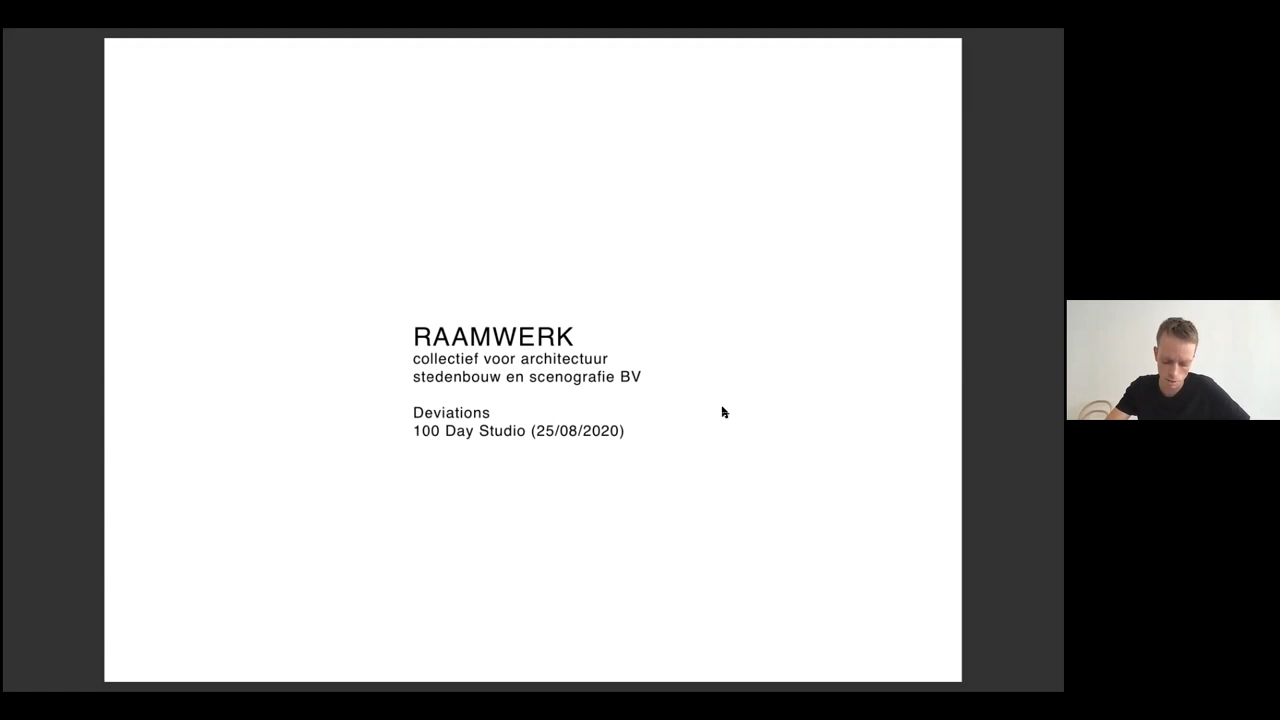 RAAMWERK
collectief voor architectuur
stedenbouw en scenografie BV
Deviations
100 Day Studio (25/08/2020)